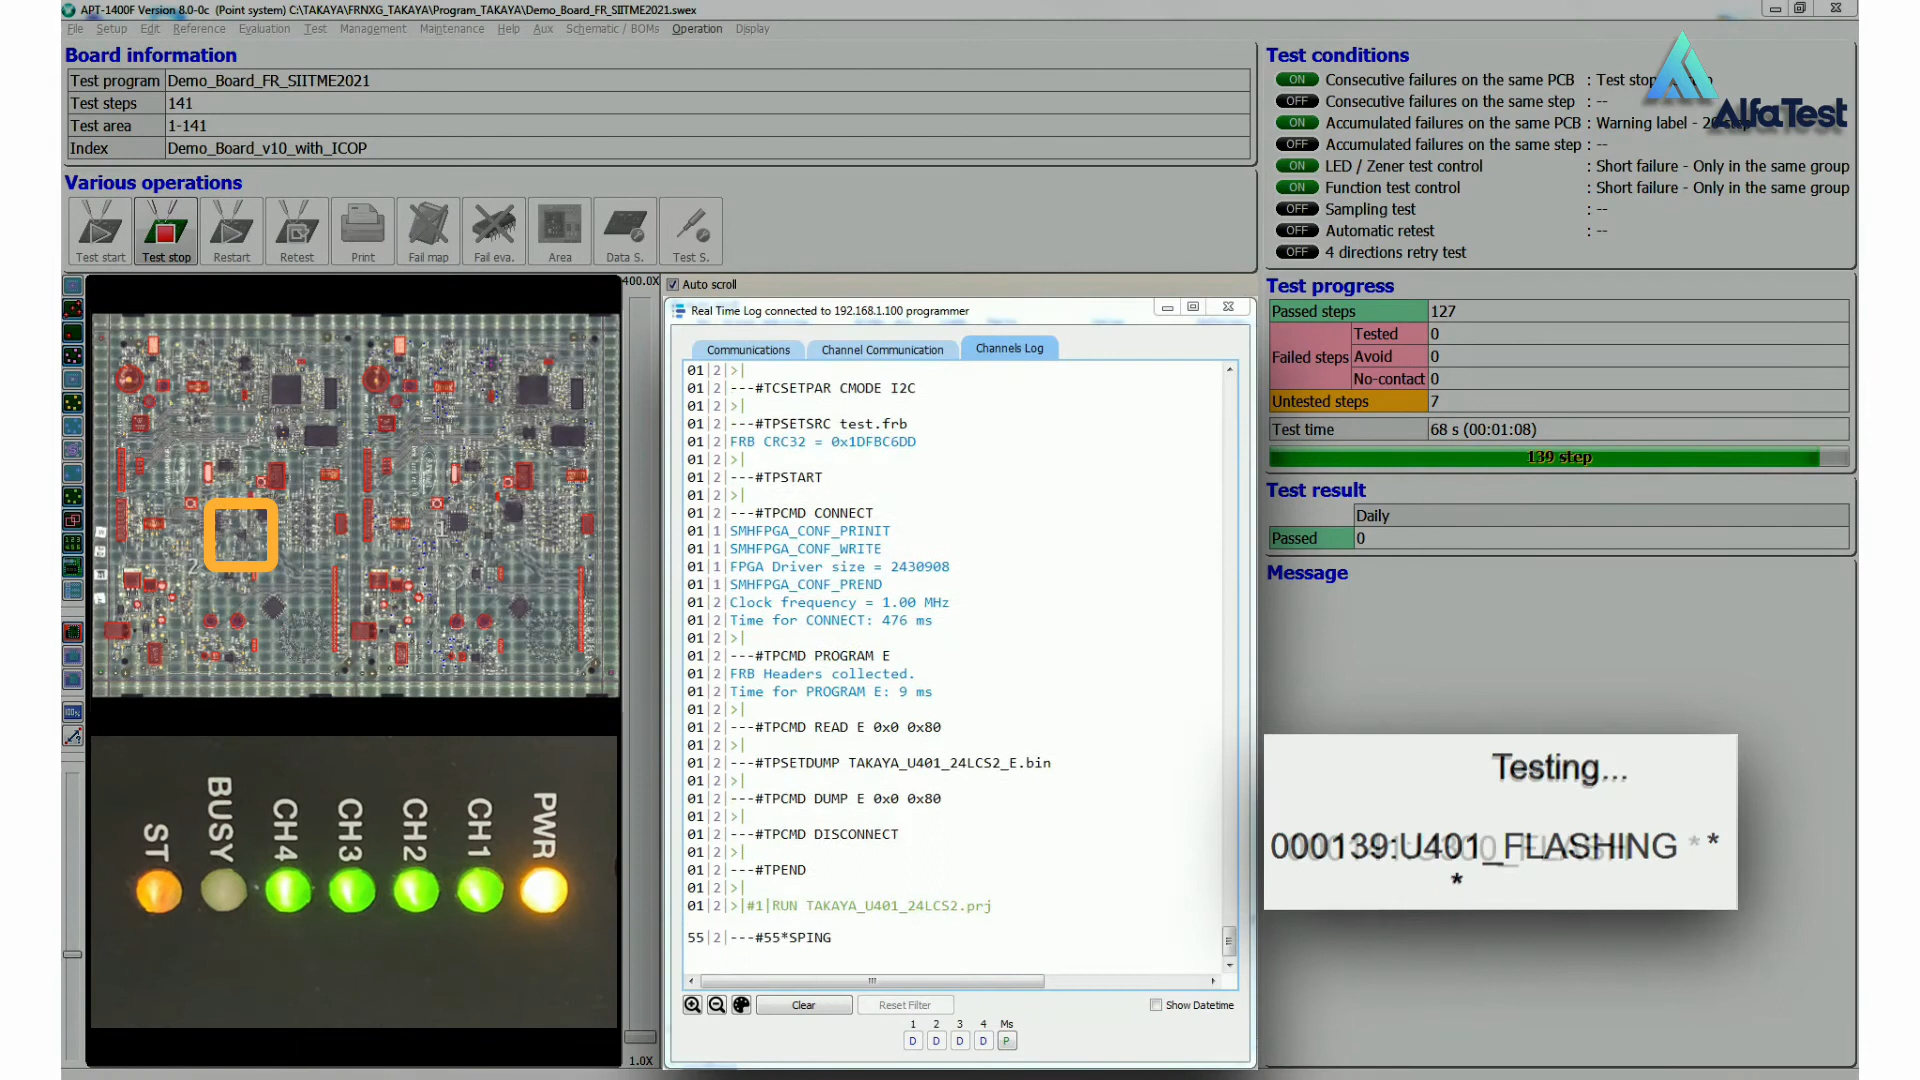 APT-1400F Version 8.0-0c (Point system) C:\TAKAYA\FRNXG_TAKAYA\Program_TAKAYA\Demo_Board_FR_SIITME2021.swex
File Setup Edit Reference Evaluation Test Management Maintenance Help Aux Schematic / BOMs Operation Display
Board information
Test program Demo_Board_FR_SIITME2021
Test steps 141
Test area 1-141
Index Demo_Board_v10_with_ICOP
Various operations
Test start Test stop Restart Retest Print Fail map Fail eva. Area Data S. Test S.
Test conditions
ON Consecutive failures on the same PCB : Test stop
OFF Consecutive failures on the same step : --
ON Accumulated failures on the same PCB : Warning label - 20
OFF Accumulated failures on the same step : --
ON LED / Zener test control : Short failure - Only in the same group
ON Function test control : Short failure - Only in the same group
OFF Sampling test : --
OFF Automatic retest : --
OFF 4 directions retry test
AlfaTest
Test progress
Passed steps 127
Failed steps
Tested 0
Avoid 0
No-contact 0
Untested steps 7
Test time 68 s (00:01:08)
139 step
Test result
Daily
Passed 0
Message
400.0X
1.0X
Auto scroll
Real Time Log connected to 192.168.1.100 programmer
Communications Channel Communication Channels Log
01|2|>|
01|2|---#TCSETPAR CMODE I2C
01|2|>|
01|2|---#TPSETSRC test.frb
01|2|FRB CRC32 = 0x1DFBC6DD
01|2|>|
01|2|---#TPSTART
01|2|>|
01|2|---#TPCMD CONNECT
01|1|SMHFPGA_CONF_PRINIT
01|1|SMHFPGA_CONF_WRITE
01|1|FPGA Driver size = 2430908
01|1|SMHFPGA_CONF_PREND
01|2|Clock frequency = 1.00 MHz
01|2|Time for CONNECT: 476 ms
01|2|>|
01|2|---#TPCMD PROGRAM E
01|2|FRB Headers collected.
01|2|Time for PROGRAM E: 9 ms
01|2|>|
01|2|---#TPCMD READ E 0x0 0x80
01|2|>|
01|2|---#TPSETDUMP TAKAYA_U401_24LCS2_E.bin
01|2|>|
01|2|---#TPCMD DUMP E 0x0 0x80
01|2|>|
01|2|---#TPCMD DISCONNECT
01|2|>|
01|2|---#TPEND
01|2|>|
01|2|>|#1|RUN TAKAYA_U401_24LCS2.prj
55|2|---#55*SPING
Clear Reset Filter Show Datetime
1 2 3 4 Ms
D D D D P
ST BUSY CH4 CH3 CH2 CH1 PWR
Testing...
000139:U401_FLASHING * *
*